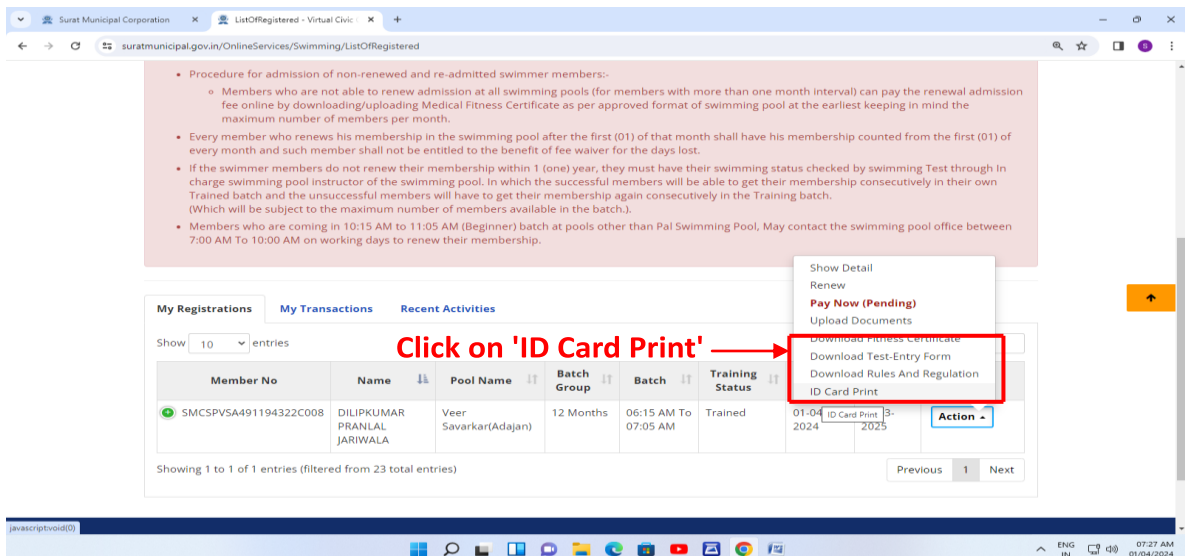 Surat Municipal Corporation
ListOfRegistered - Virtual Civic
suratmunicipal.gov.in/OnlineServices/Swimming/ListOfRegistered
S
Procedure for admission of non-renewed and re-admitted swimmer members:-
Members who are not able to renew admission at all swimming pools (for members with more than one month interval) can pay the renewal admission
fee online by downloading/uploading Medical Fitness Certificate as per approved format of swimming pool at the earliest keeping in mind the
maximum number of members per month.
Every member who renews his membership in the swimming pool after the first (01) of that month shall have his membership counted from the first (01) of
every month and such member shall not be entitled to the benefit of fee waiver for the days lost.
If the swimmer members do not renew their membership within 1 (one) year, they must have their swimming status checked by swimming Test through In
charge swimming pool instructor of the swimming pool. In which the successful members will be able to get their membership consecutively in their own
Trained batch and the unsuccessful members will have to get their membership again consecutively in the Training batch.
(Which will be subject to the maximum number of members available in the batch.).
Members who are coming in 10:15 AM to 11:05 AM (Beginner) batch at pools other than Pal Swimming Pool, May contact the swimming pool office between
7:00 AM To 10:00 AM on working days to renew their membership.
Show Detail
Renew
Pay Now (Pending)
Upload Documents
Download Fitness Certificate
Download Test-Entry Form
Download Rules And Regulation
ID Card Print
My Registrations My Transactions Recent Activities
Show 10 entries
Click on 'ID Card Print'
Member No Name Pool Name Batch Group Batch Training Status
SMCSPVSA491194322C008 DILIPKUMAR PRANLAL JARIWALA Veer Savarkar(Adajan) 12 Months 06:15 AM To 07:05 AM Trained 01-04 2024 3- 2025 Action
ID Card Print
Showing 1 to 1 of 1 entries (filtered from 23 total entries)
Previous 1 Next
javascript:void(0)
ENG IN
07:27 AM
01/04/2024